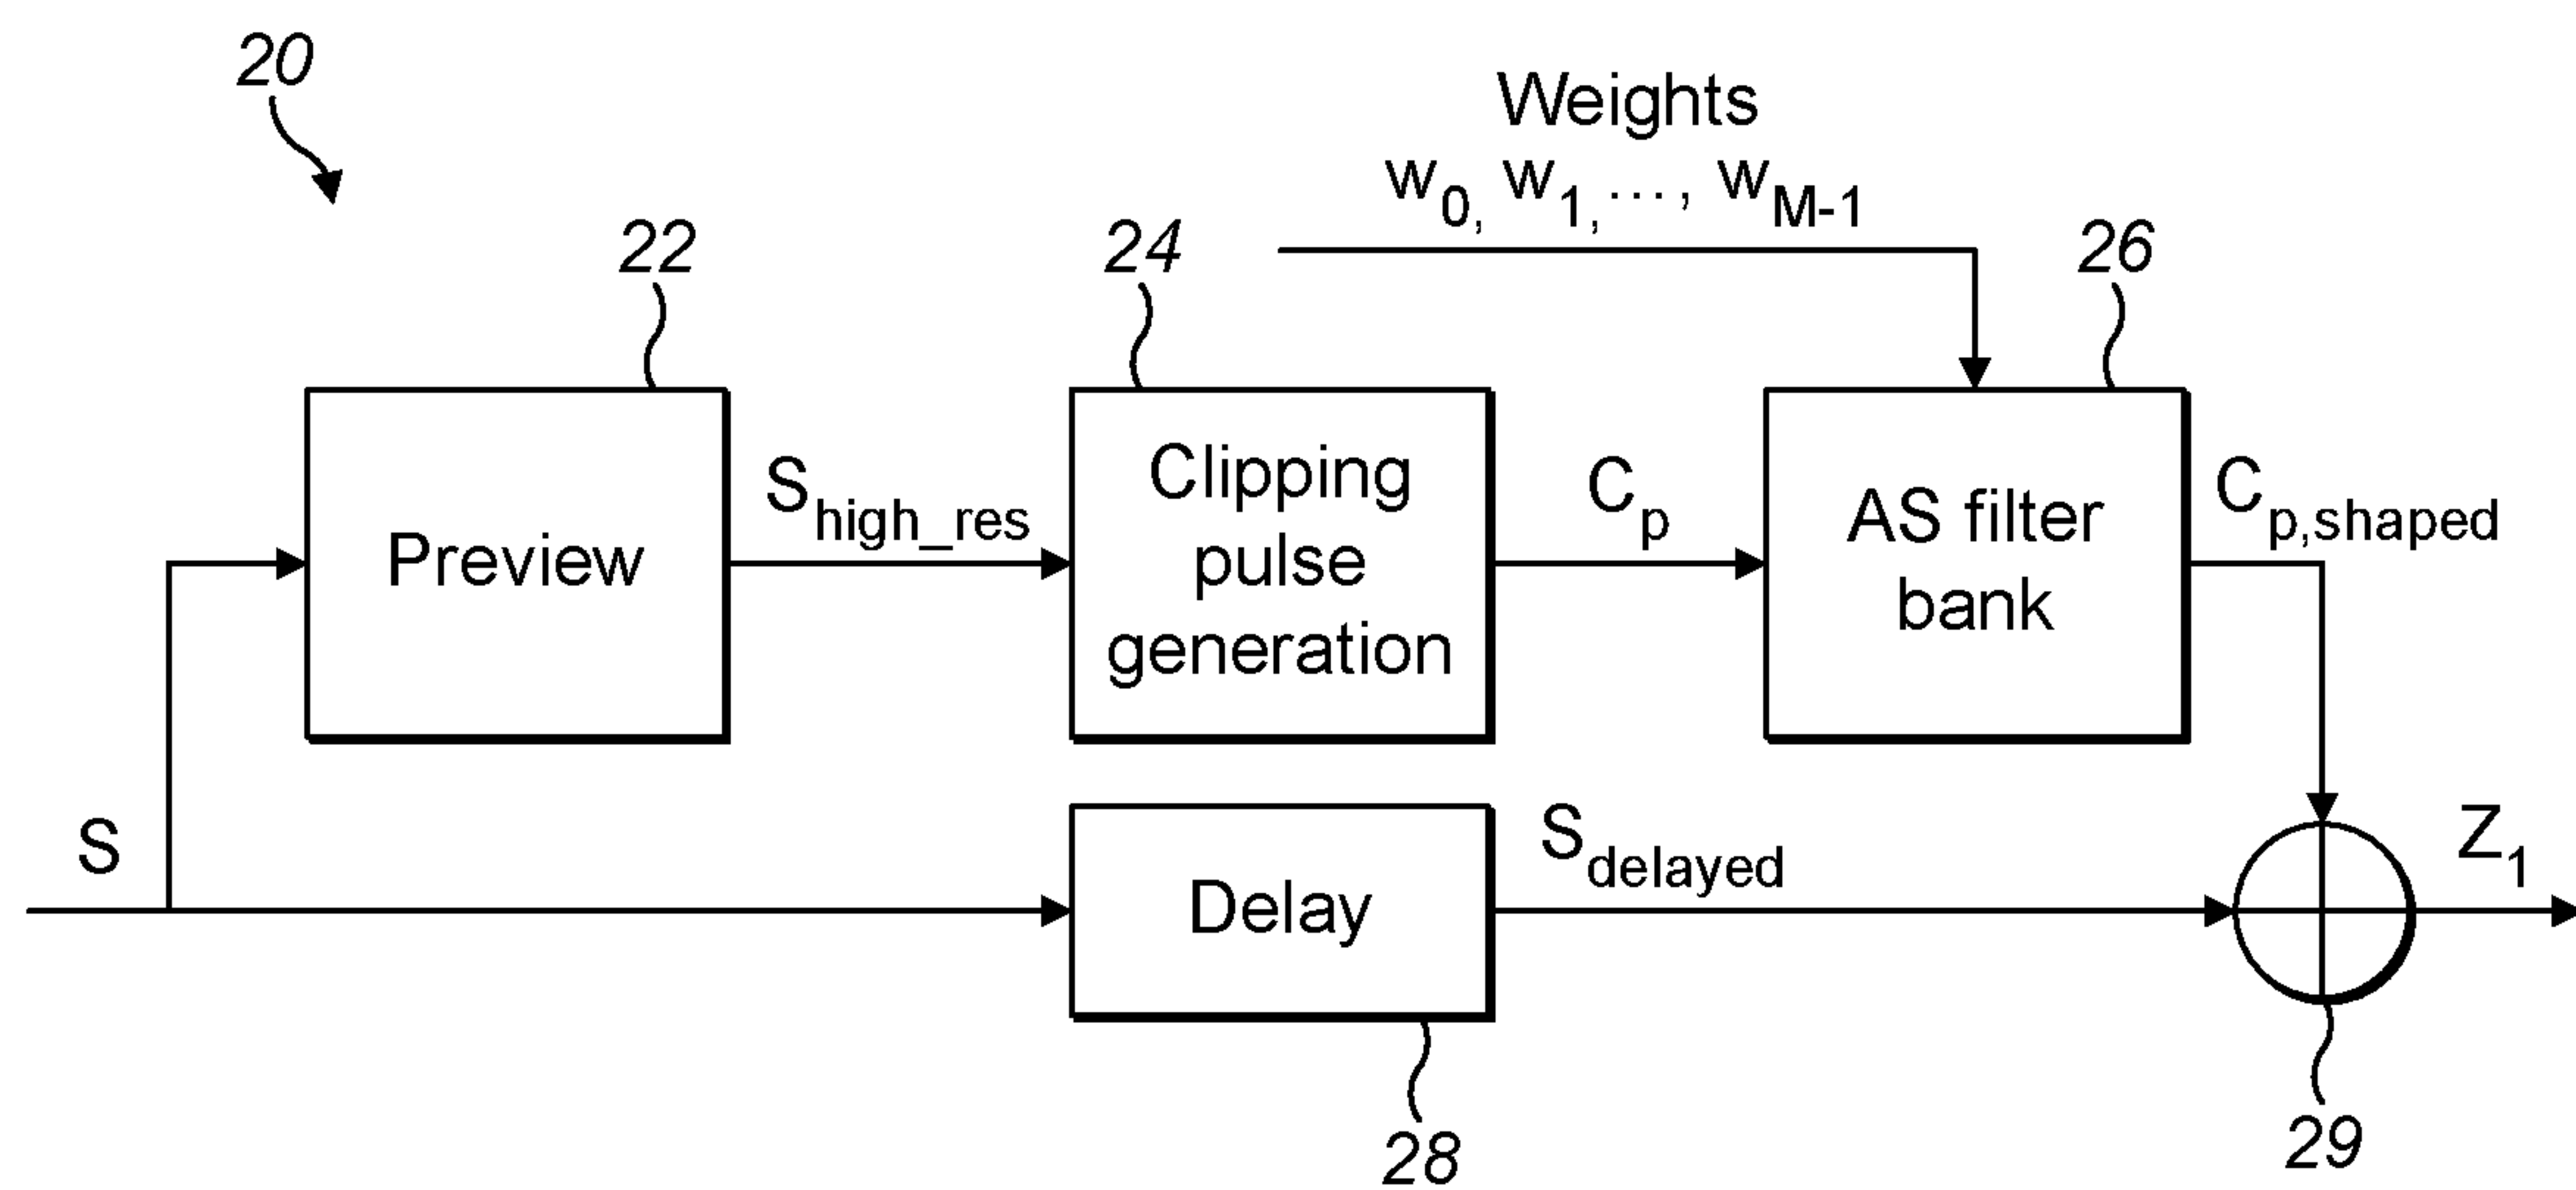 20
Weights
w0, w1, ..., wM-1
22
24
26
Preview
Shigh_res
Clipping
pulse
generation
Cp
AS filter
bank
Cp,shaped
S
Delay
Sdelayed
Z1
28
29